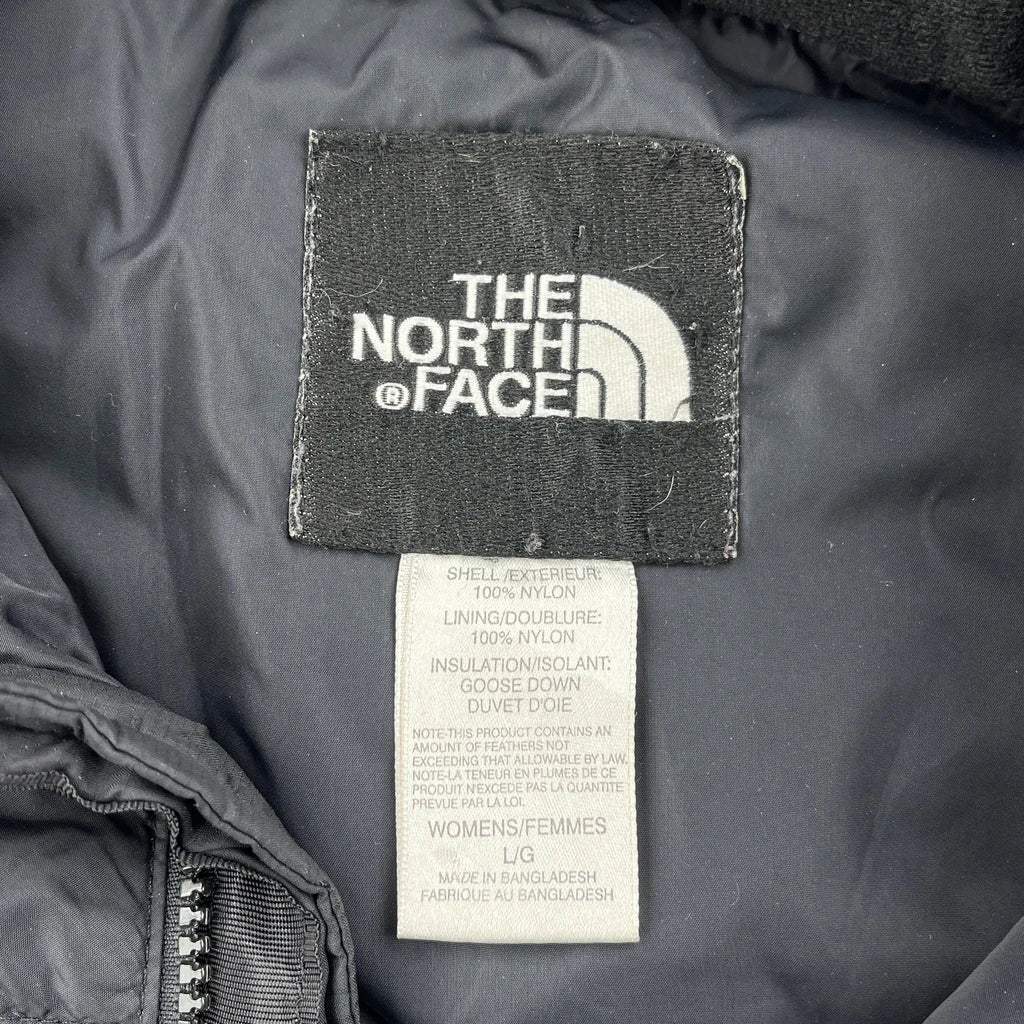 THE
NORTH
®FACE
SHELL /EXTERIEUR:
100% NYLON
LINING/DOUBLURE:
100% NYLON
INSULATION/ISOLANT:
GOOSE DOWN
DUVET D'OIE
NOTE-THIS PRODUCT CONTAINS AN
AMOUNT OF FEATHERS NOT
EXCEEDING THAT ALLOWABLE BY LAW.
NOTE-LA TENEUR EN PLUMES DE CE
PRODUIT N'EXCEDE PAS LA QUANTITE
PREVUE PAR LA LOI.
WOMENS/FEMMES
L/G
MADE IN BANGLADESH
FABRIQUE AU BANGLADESH